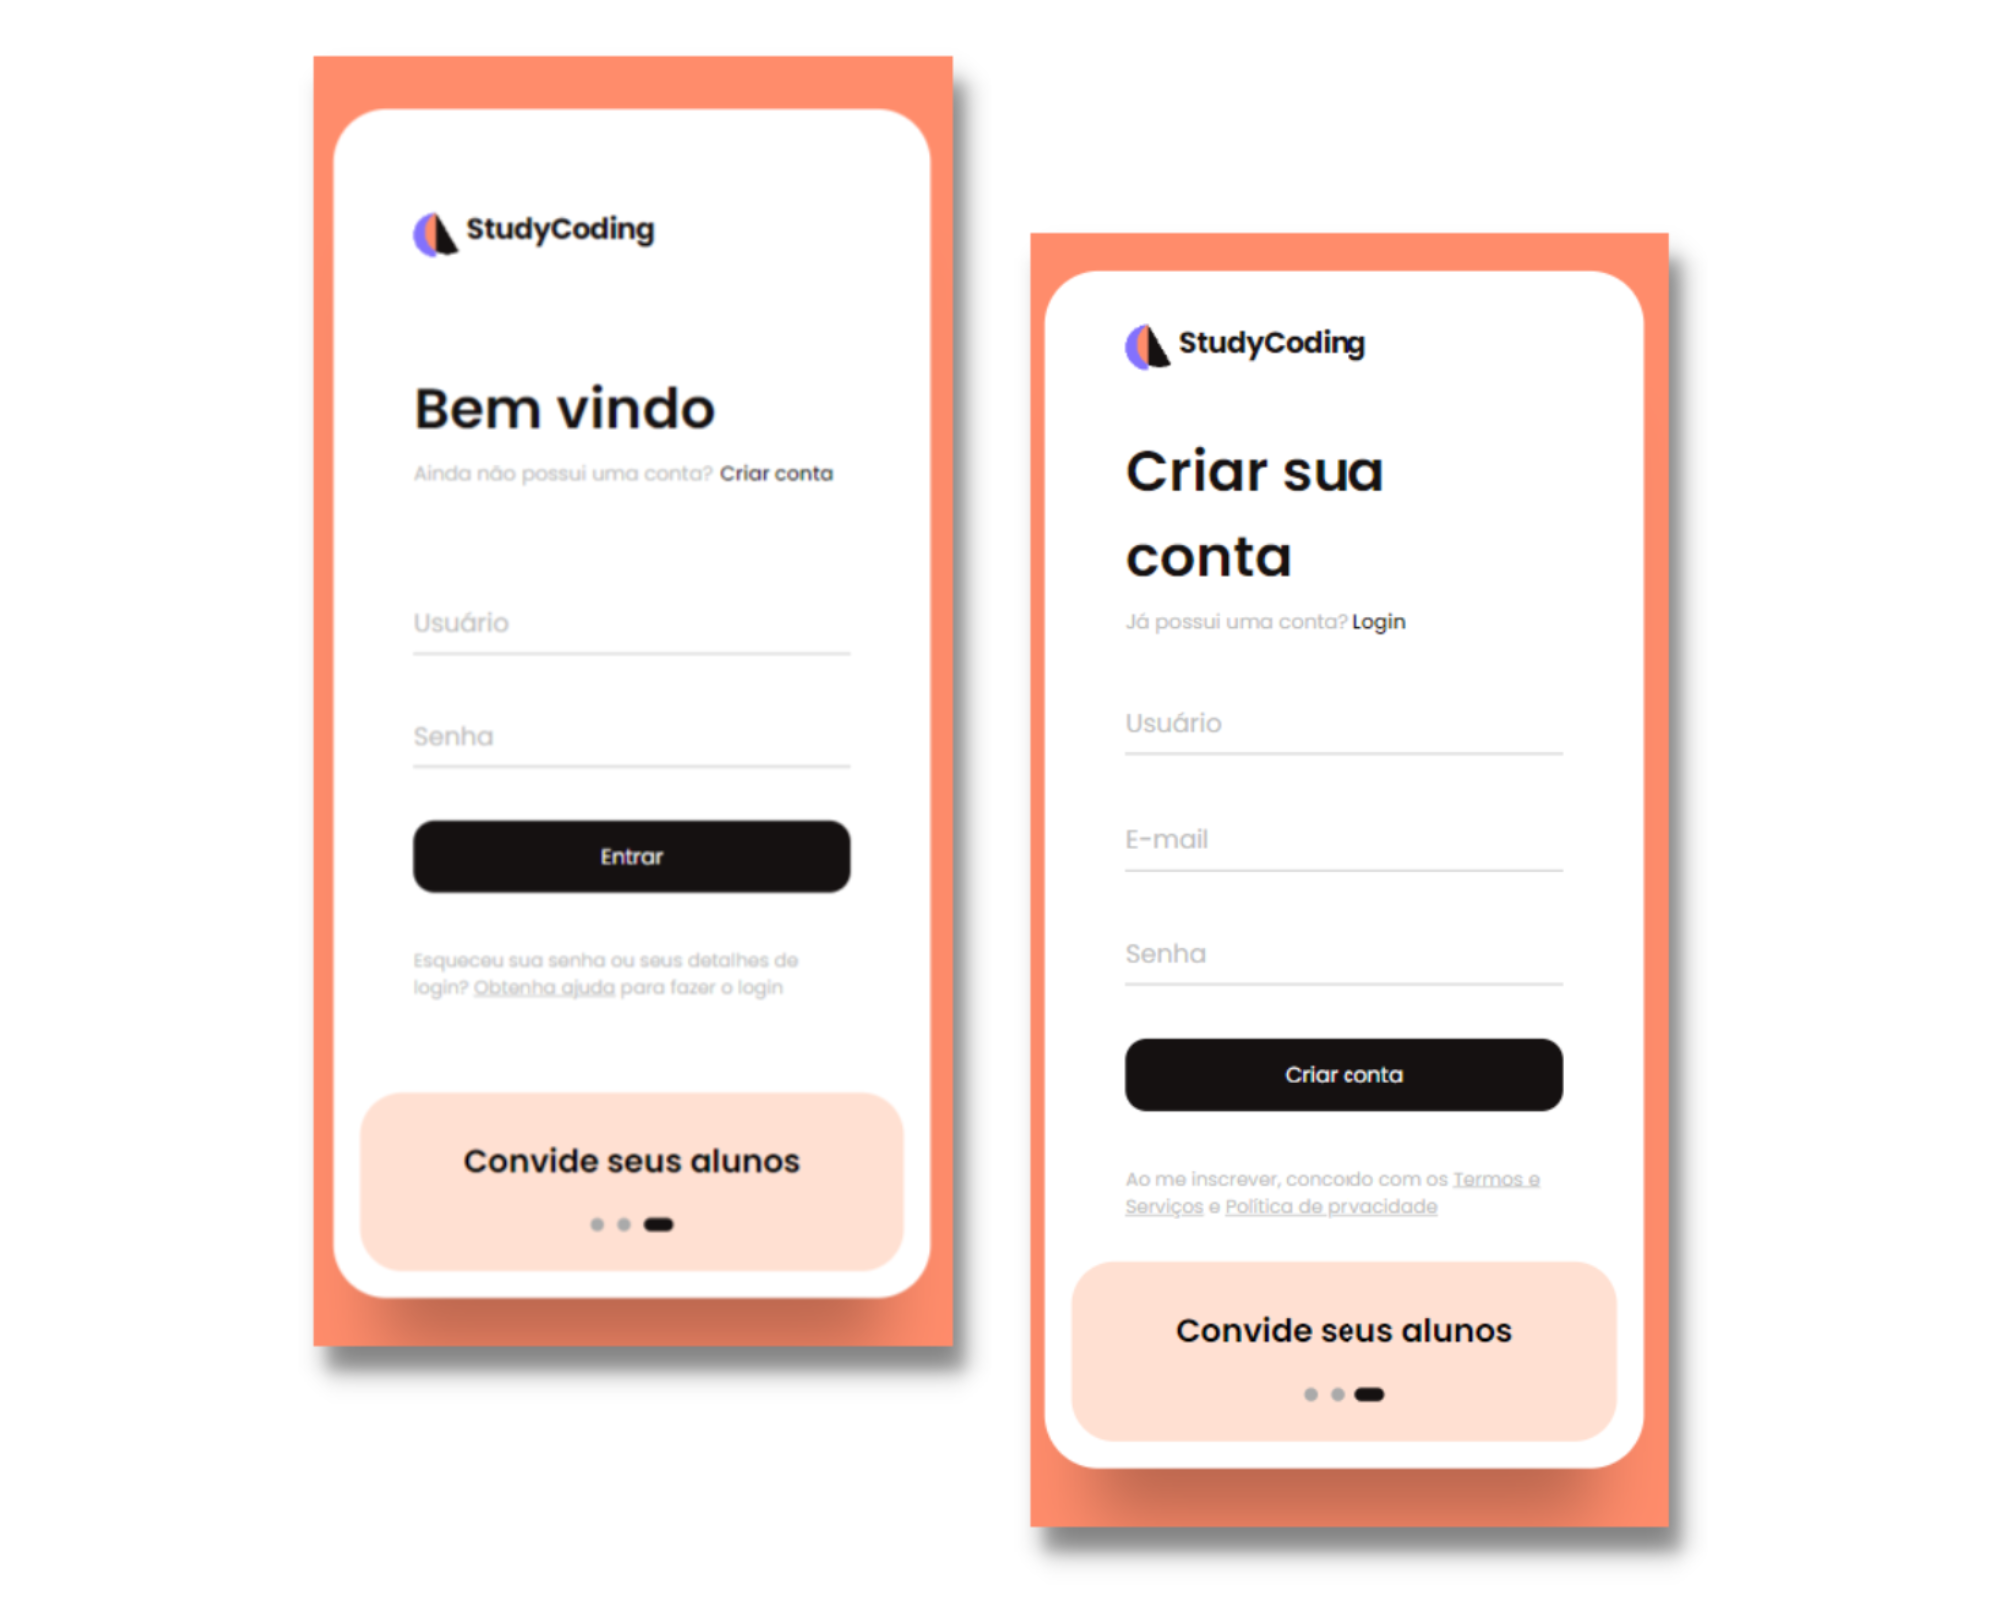 StudyCoding
Bem vindo
Ainda não possui uma conta? Criar conta
Usuário
Senha
Entrar
Esqueceu sua senha ou seus detalhes de
login? Obtenha ajuda para fazer o login
Convide seus alunos
StudyCoding
Criar sua
conta
Já possui uma conta? Login
Usuário
E-mail
Senha
Criar conta
Ao me inscrever, concoido com os Termos e
Serviços e Política de prvacidade
Convide seus alunos